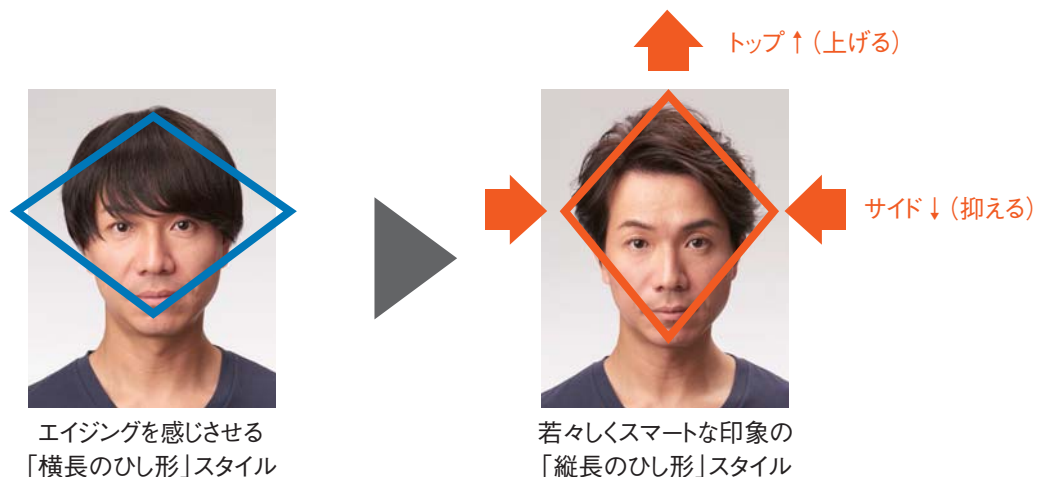 トップ↑(上げる)
サイド↓(抑える)
エイジングを感じさせる
「横長のひし形」スタイル
若々しくスマートな印象の
「縦長のひし形」スタイル